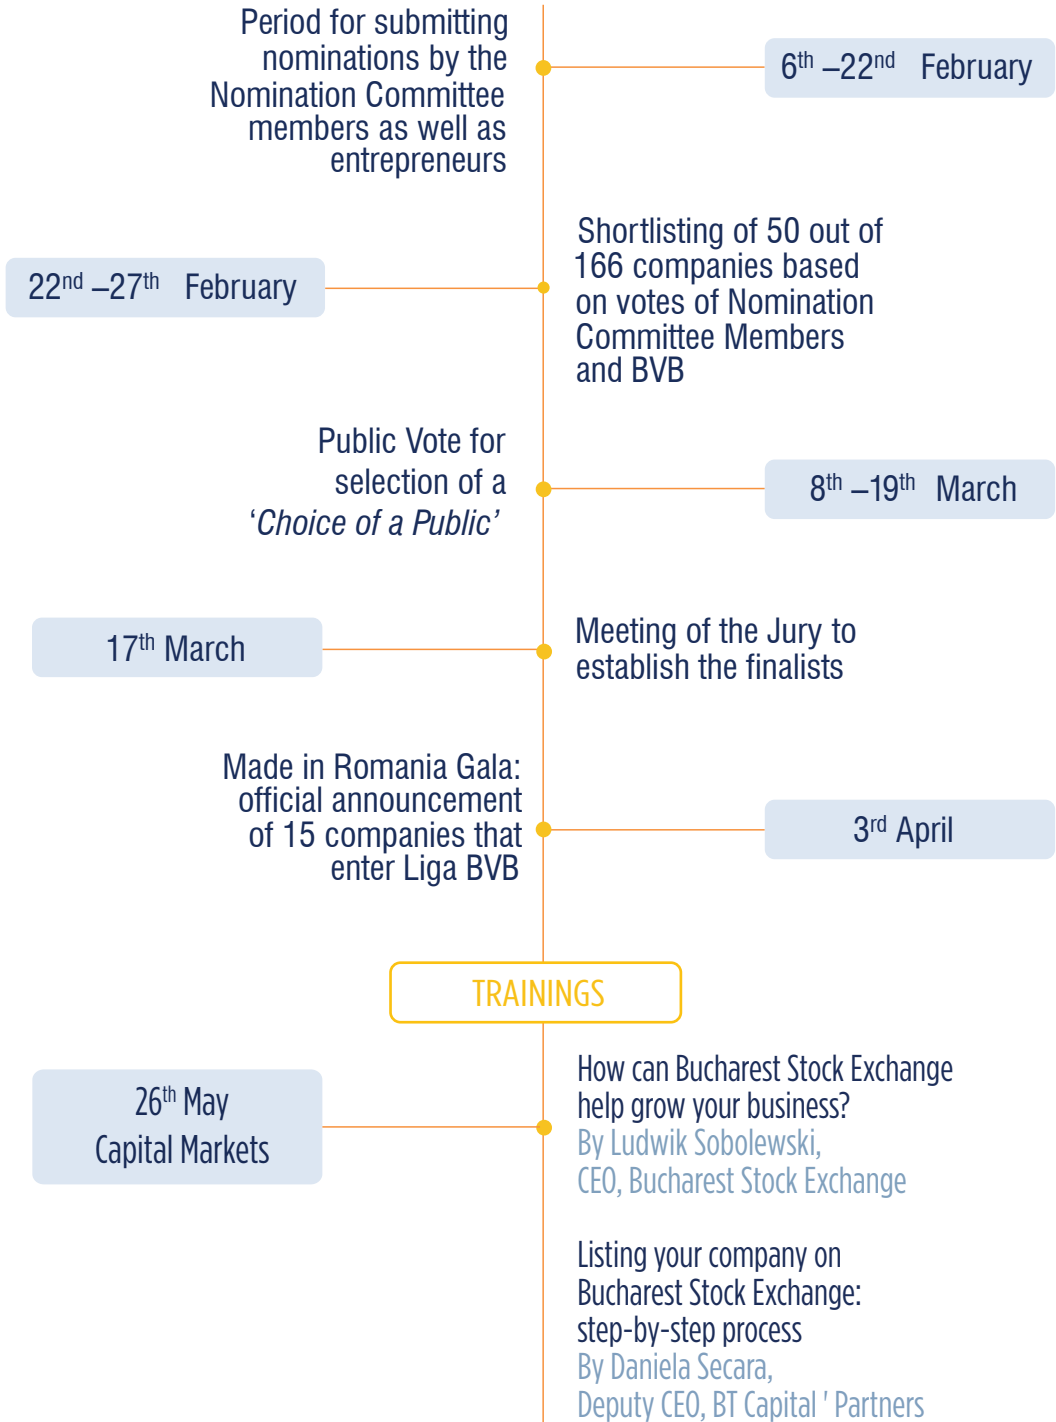 Period for submitting
nominations by the
Nomination Committee
members as well as
entrepreneurs
6th –22nd February
22nd –27th February
Shortlisting of 50 out of
166 companies based
on votes of Nomination
Committee Members
and BVB
Public Vote for
selection of a
‘Choice of a Public’
8th –19th March
17th March
Meeting of the Jury to
establish the finalists
Made in Romania Gala:
official announcement
of 15 companies that
enter Liga BVB
3rd April
TRAININGS
26th May
Capital Markets
How can Bucharest Stock Exchange
help grow your business?
By Ludwik Sobolewski,
CEO, Bucharest Stock Exchange
Listing your company on
Bucharest Stock Exchange:
step-by-step process
By Daniela Secara,
Deputy CEO, BT Capital ' Partners